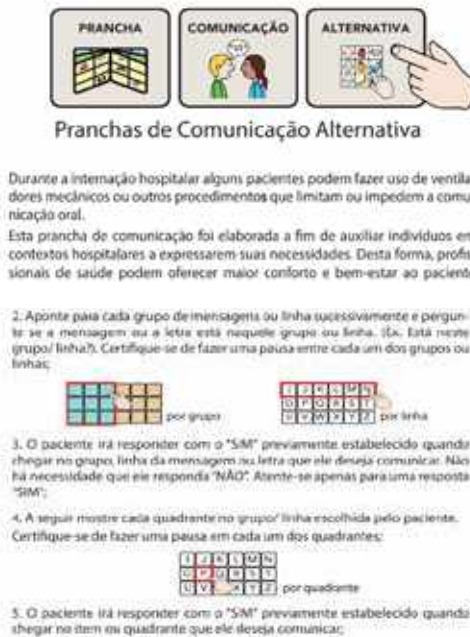 PRANCHA
COMUNICAÇÃO
ALTERNATIVA
Pranchas de Comunicação Alternativa
Durante a internação hospitalar alguns pacientes podem fazer uso de ventila
dores mecânicos ou outros procedimentos que limitam ou impedem a comu
nicação oral.
Esta prancha de comunicação foi elaborada a fim de auxiliar indivíduos em
contextos hospitalares a expressarem suas necessidades. Desta forma, profis
sionais de saúde podem oferecer maior conforto e bem-estar ao paciente
2. Aponte para cada grupo de mensagens ou linha sucessivamente e pergun-
te se a mensagem ou a letra está naquele grupo ou linha. (Ex. Está neste
grupo/linha?). Certifique-se de fazer uma pausa entre cada um dos grupos ou
linhas;
por grupo
I J K L M N
O P Q R S T
U V W X Y Z
por linha
3. O paciente irá responder com o "SIM" previamente estabelecido quando
chegar no grupo, linha da mensagem ou letra que ele deseja comunicar. Não
há necessidade que ele responda "NÃO". Atente-se apenas para uma resposta
"SIM";
4. A seguir mostre cada quadrante no grupo/ linha escolhida pelo paciente.
Certifique-se de fazer uma pausa em cada um dos quadrantes;
I J K L M N
U P Q R S T
U V X Y Z
por quadrante
5. O paciente irá responder com o "SIM" previamente estabelecido quando
chegar no item ou quadrante que ele deseja comunicar;